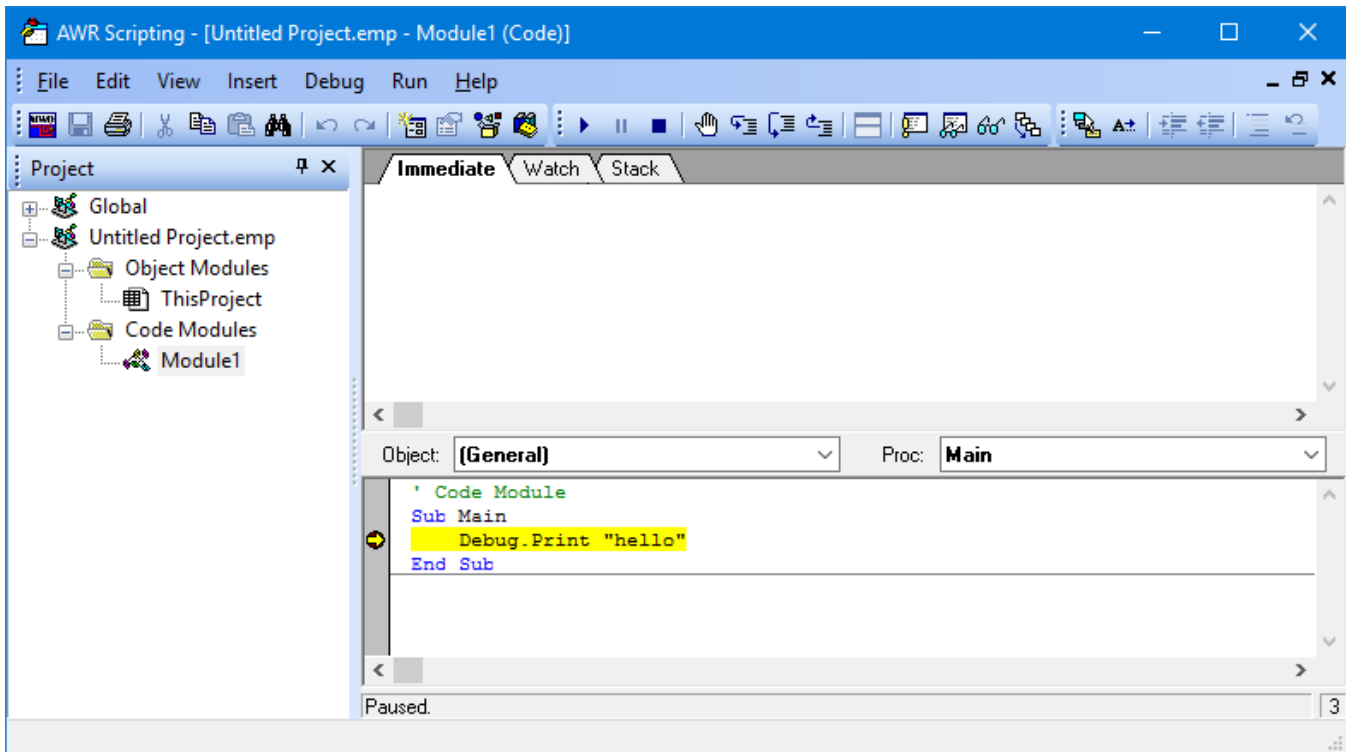 AWR Scripting - [Untitled Project.emp - Module1 (Code)]
File Edit View Insert Debug Run Help
Project
Immediate Watch Stack
Global
Untitled Project.emp
Object Modules
ThisProject
Code Modules
Module1
Object: (General) Proc: Main
' Code Module
Sub Main
Debug.Print "hello"
End Sub
Paused. 3